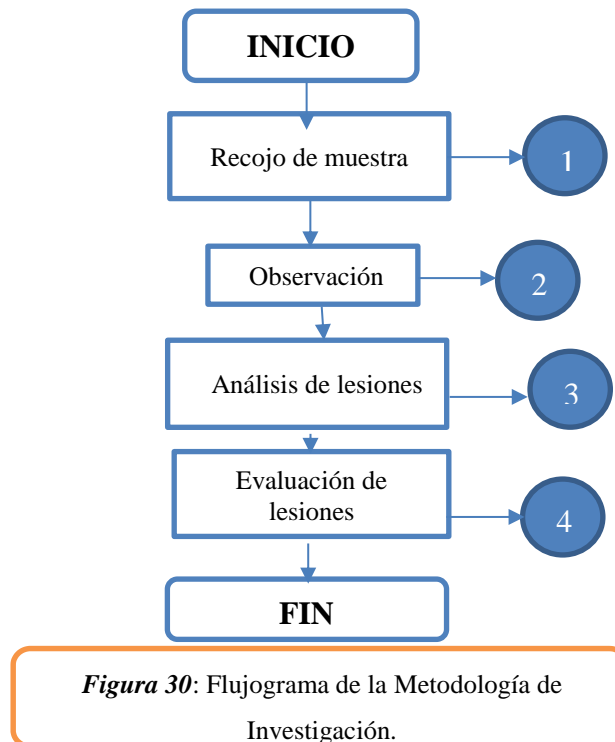 INICIO
Recojo de muestra
1
Observación
2
Análisis de lesiones
3
Evaluación de
lesiones
4
FIN
Figura 30: Flujograma de la Metodología de
Investigación.